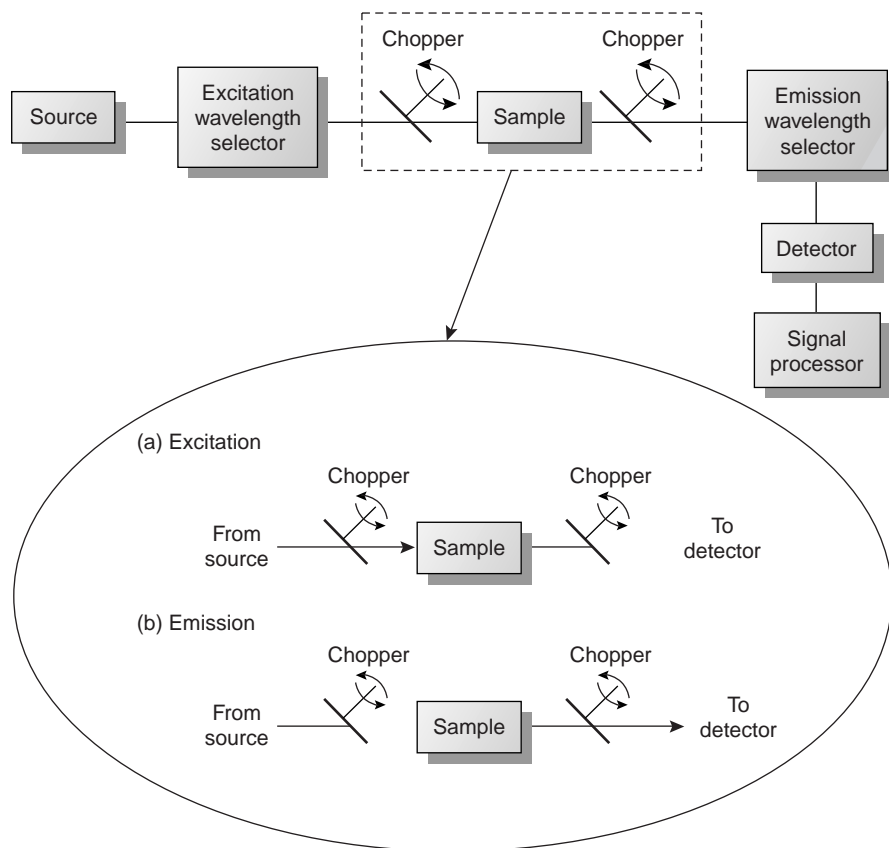 Chopper
Chopper
Source
Excitation
wavelength
selector
Sample
Emission
wavelength
selector
Detector
Signal
processor
(a) Excitation
Chopper
Chopper
From
source
Sample
To
detector
(b) Emission
Chopper
Chopper
From
source
Sample
To
detector